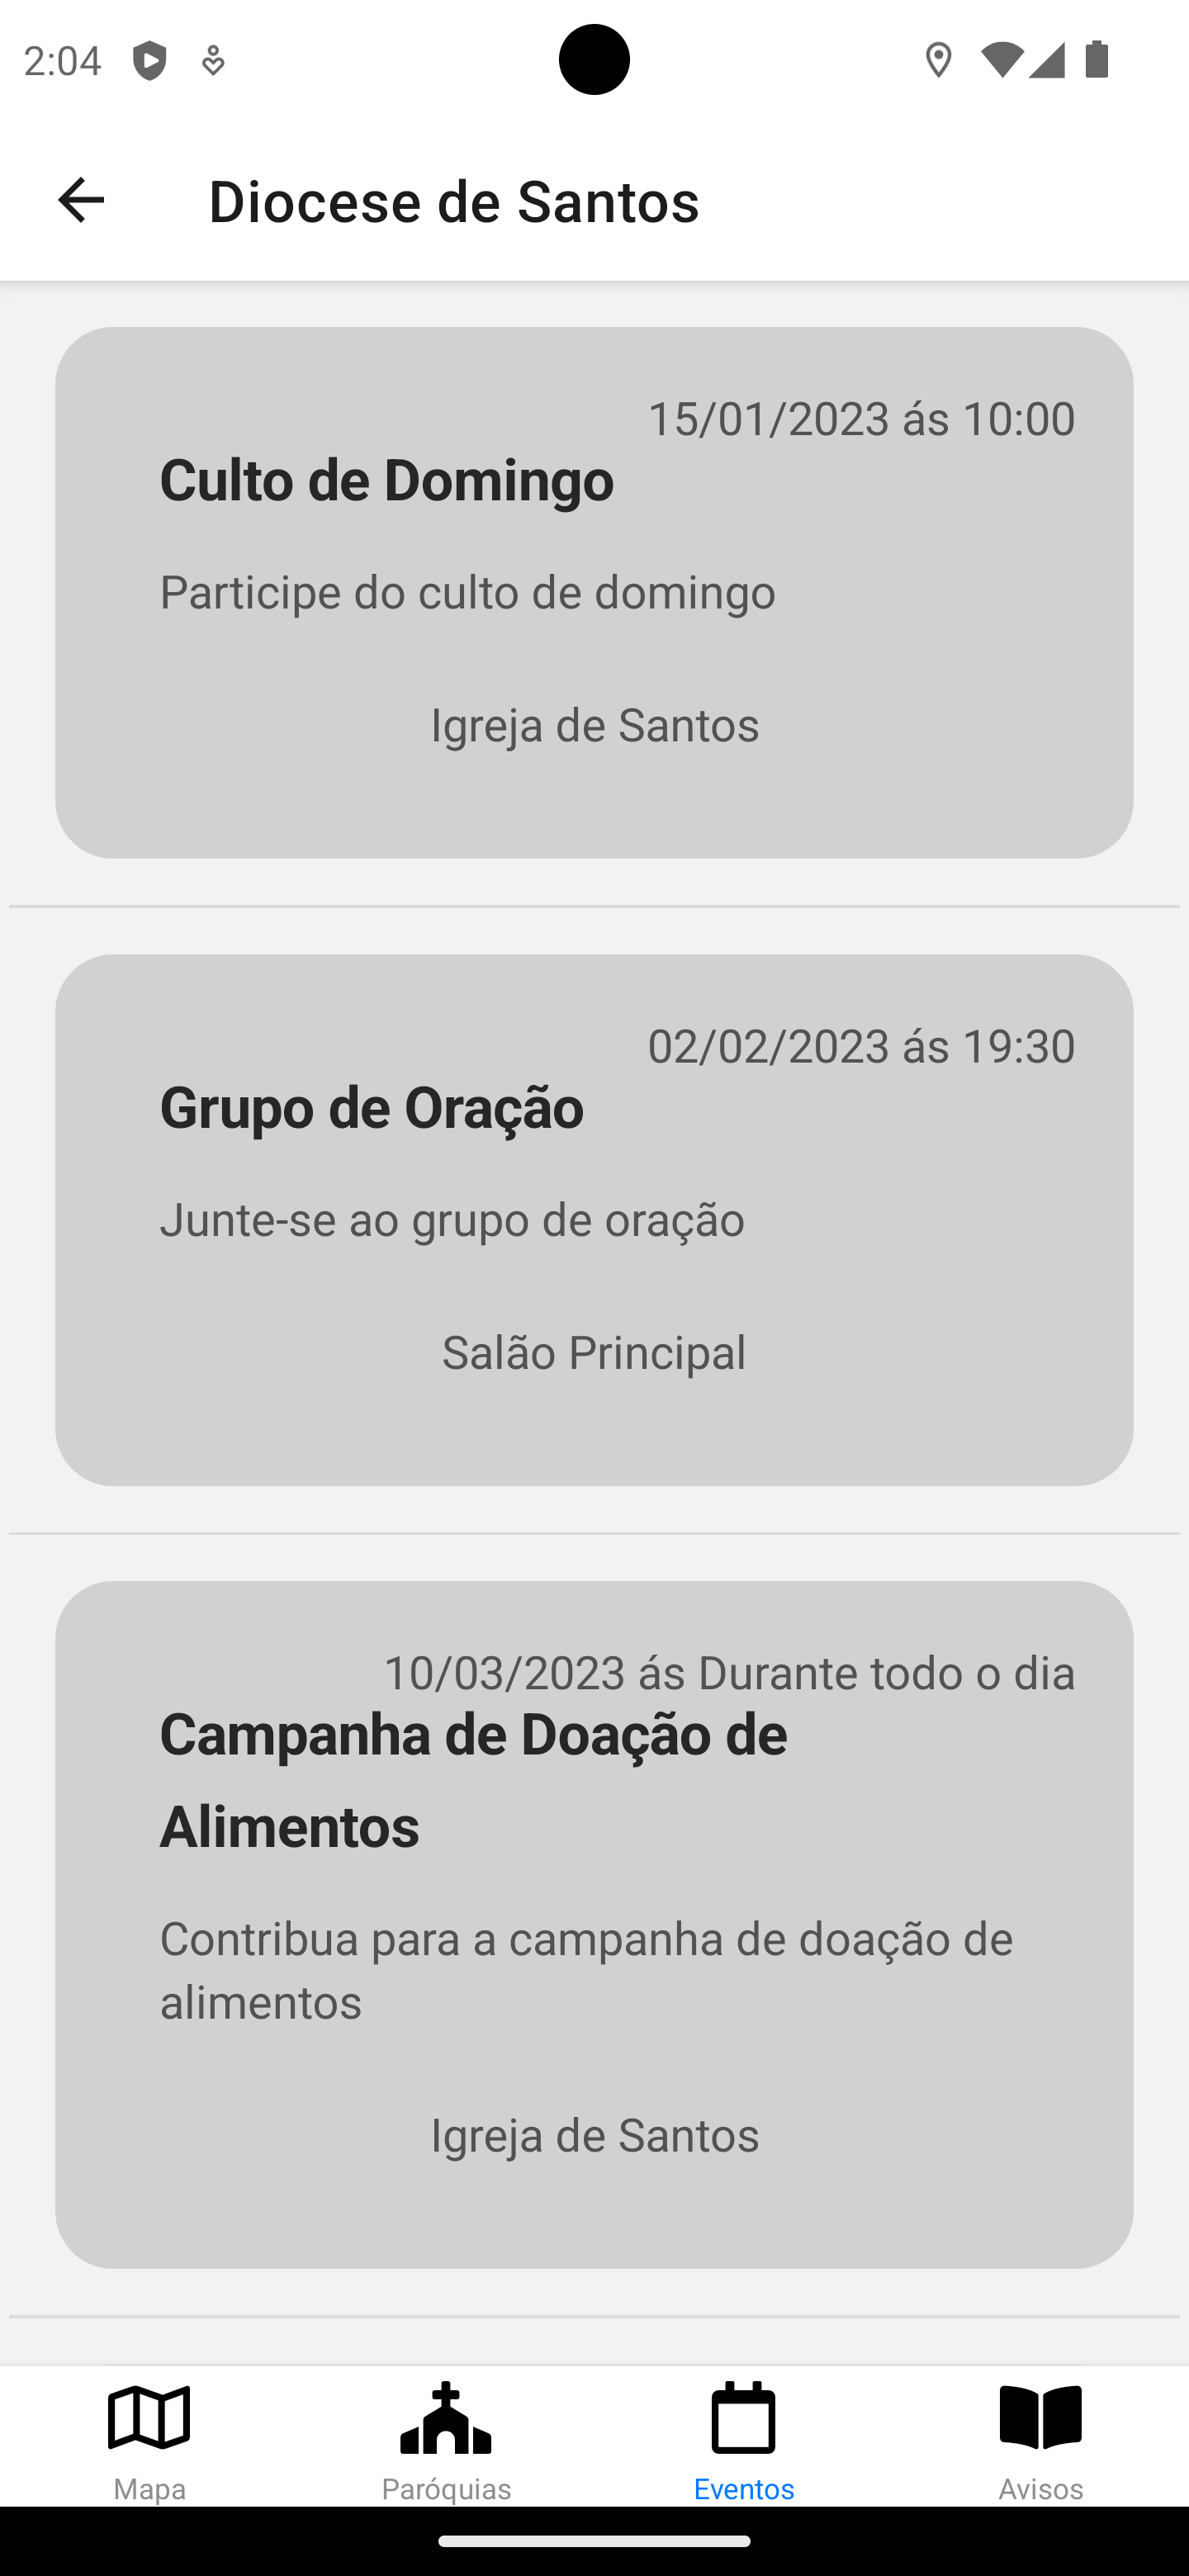 2:04
Diocese de Santos
15/01/2023 ás 10:00
Culto de Domingo
Participe do culto de domingo
Igreja de Santos
02/02/2023 ás 19:30
Grupo de Oração
Junte-se ao grupo de oração
Salão Principal
10/03/2023 ás Durante todo o dia
Campanha de Doação de
Alimentos
Contribua para a campanha de doação de
alimentos
Igreja de Santos
Mapa
Paróquias
Eventos
Avisos